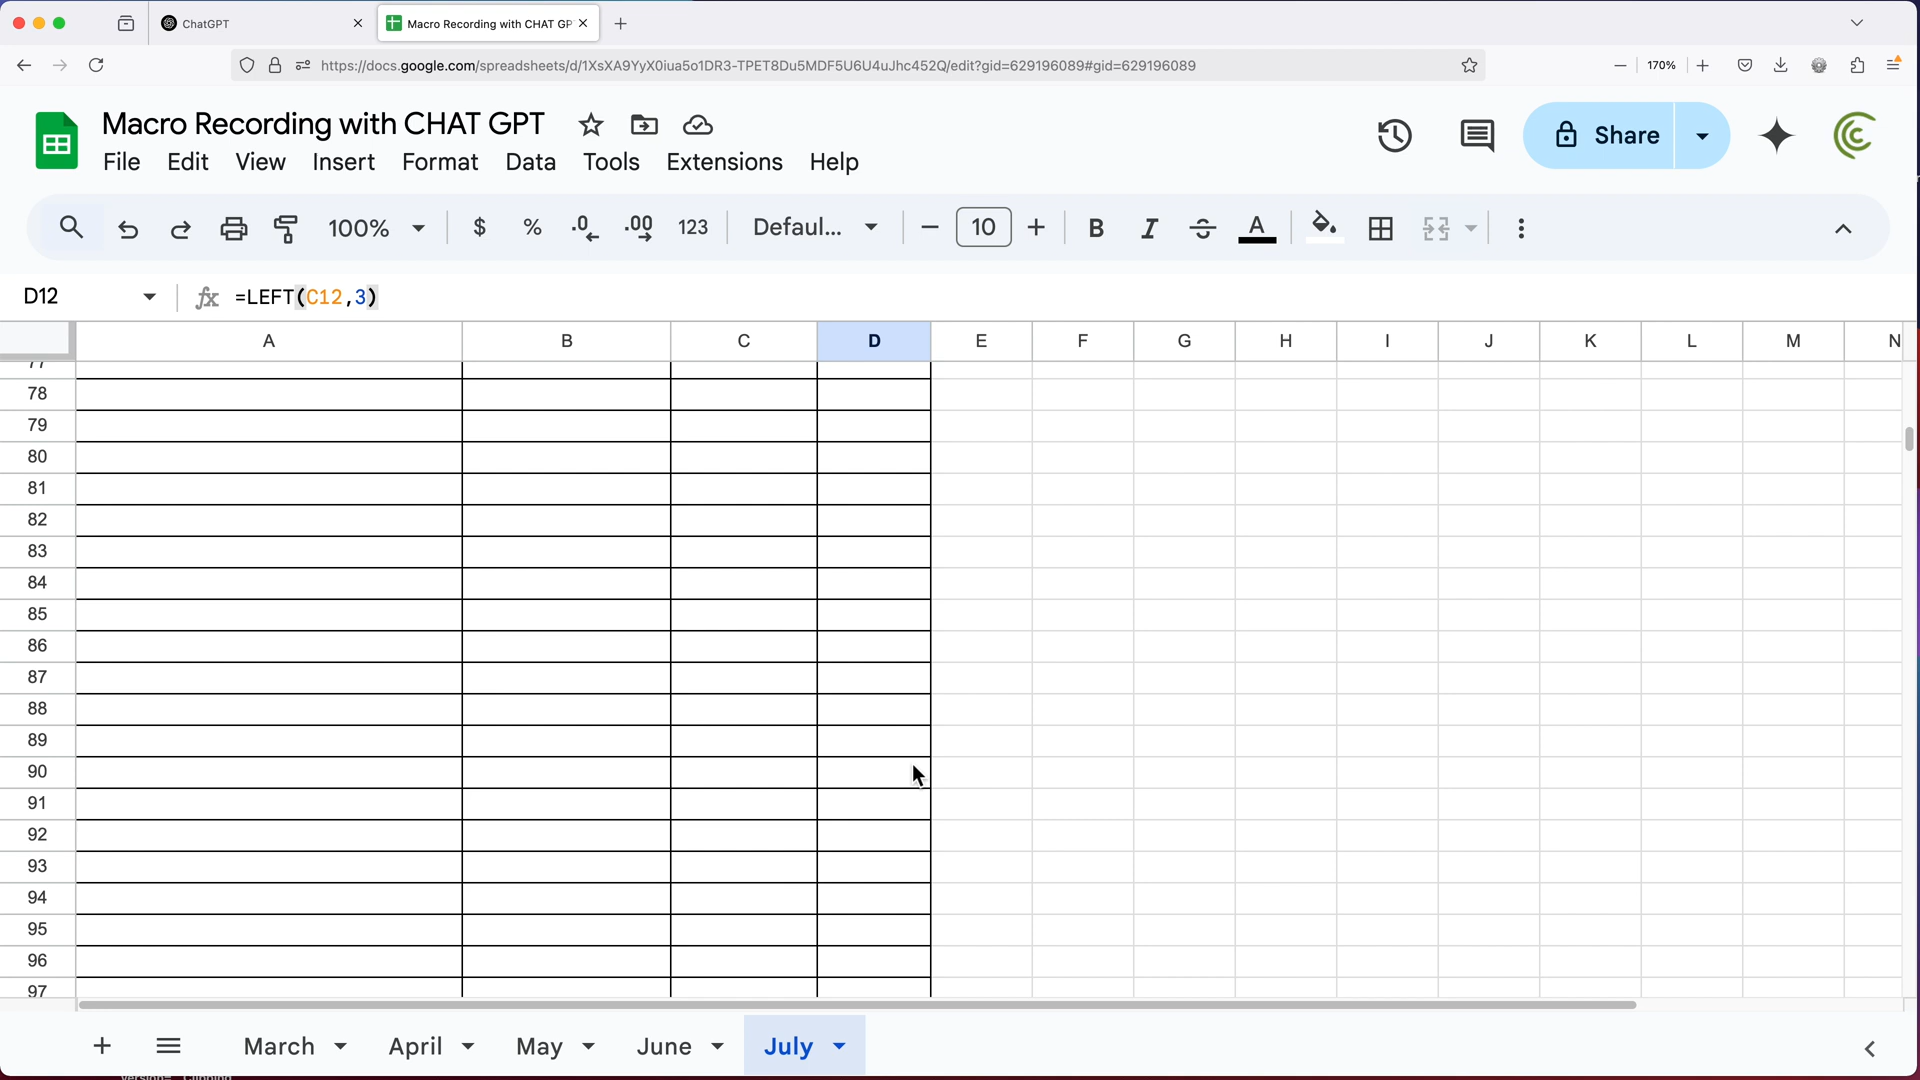 ChatGPT
Macro Recording with CHAT GP
https://docs.google.com/spreadsheets/d/1XsXA9YyX0iua5o1DR3-TPET8Du5MDF5U6U4uJhc452Q/edit?gid=629196089#gid=629196089
170%
Macro Recording with CHAT GPT
File Edit View Insert Format Data Tools Extensions Help
Share
100% $ % .0 .00 123 Defaul... 10 B I S A
D12 fx =LEFT(C12,3)
A B C D E F G H I J K L M N
77
78
79
80
81
82
83
84
85
86
87
88
89
90
91
92
93
94
95
96
97
March April May June July